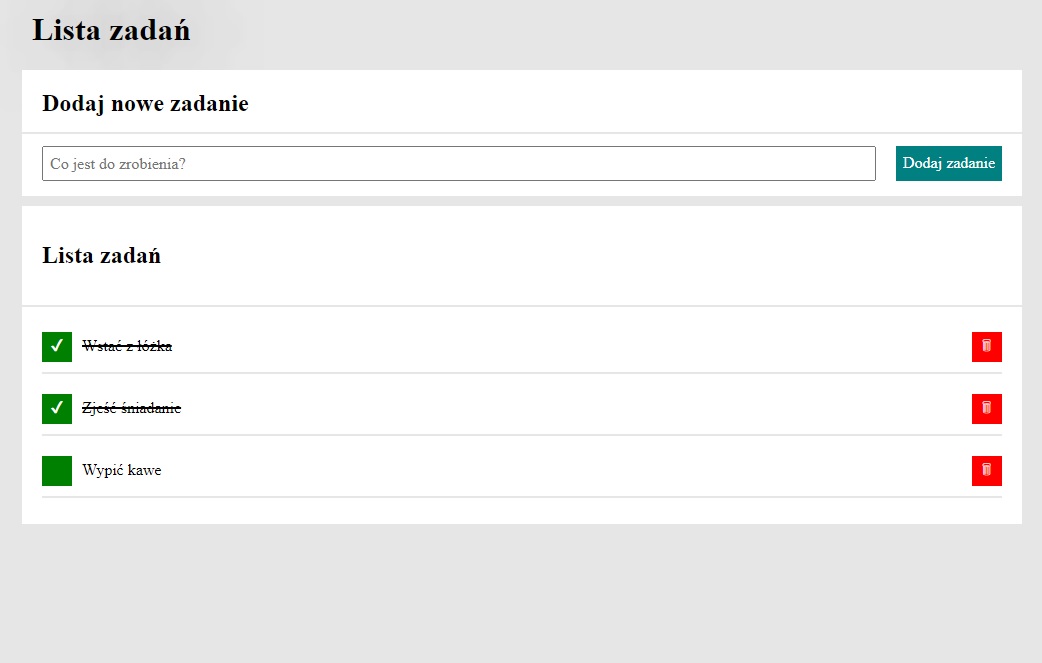 Lista zadań
Dodaj nowe zadanie
Co jest do zrobienia?
Dodaj zadanie
Lista zadań
Wstać z łóżka
Zjeść śniadanie
Wypić kawe